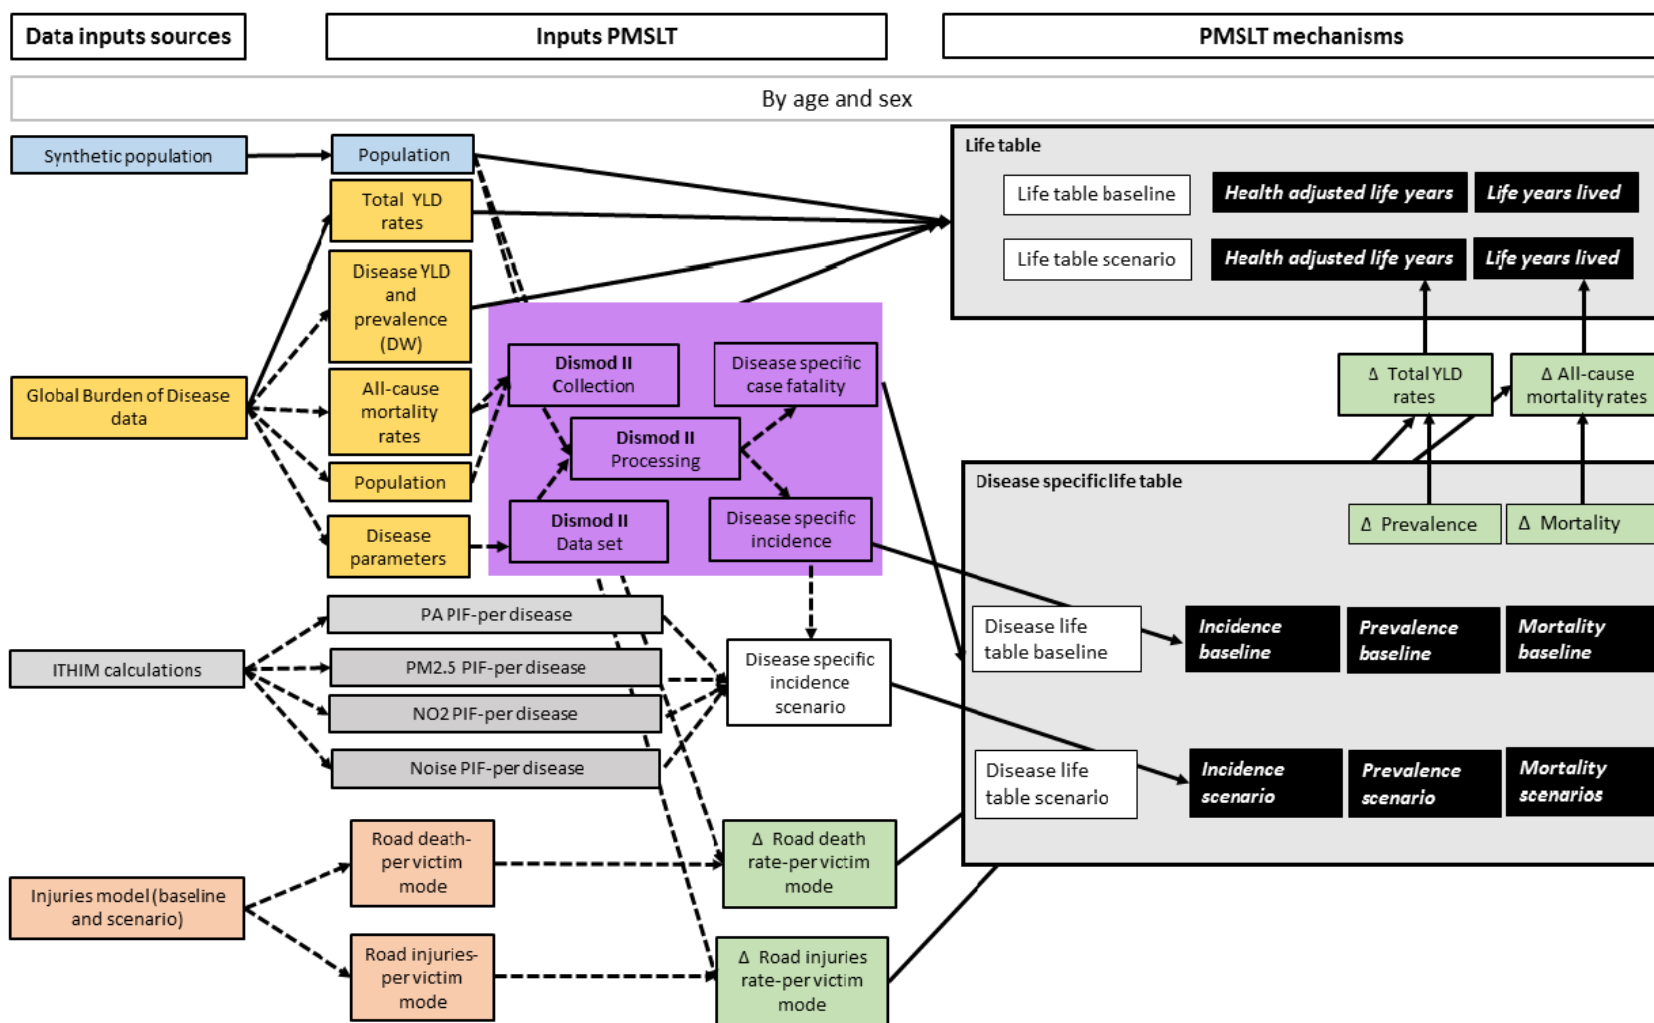 Data inputs sources
Inputs PMSLT
PMSLT mechanisms
By age and sex
Synthetic population
Population
Total YLD
rates
Disease YLD
and
prevalence
(DW)
Global Burden of Disease
data
All-cause
mortality
rates
Population
Disease
parameters
Dismod II
Collection
Disease specific
case fatality
Dismod II
Processing
Dismod II
Data set
Disease specific
incidence
ITHIM calculations
PA PIF-per disease
PM2.5 PIF-per disease
NO2 PIF-per disease
Noise PIF-per disease
Disease specific
incidence
scenario
Injuries model (baseline
and scenario)
Road death-
per victim
mode
Road injuries-
per victim
mode
Δ Road death
rate-per victim
mode
Δ Road injuries
rate-per victim
mode
Life table
Life table baseline
Health adjusted life years
Life years lived
Life table scenario
Health adjusted life years
Life years lived
Δ Total YLD
rates
Δ All-cause
mortality rates
Disease specific life table
Δ Prevalence
Δ Mortality
Disease life
table baseline
Incidence
baseline
Prevalence
baseline
Mortality
baseline
Disease life
table scenario
Incidence
scenario
Prevalence
scenario
Mortality
scenarios